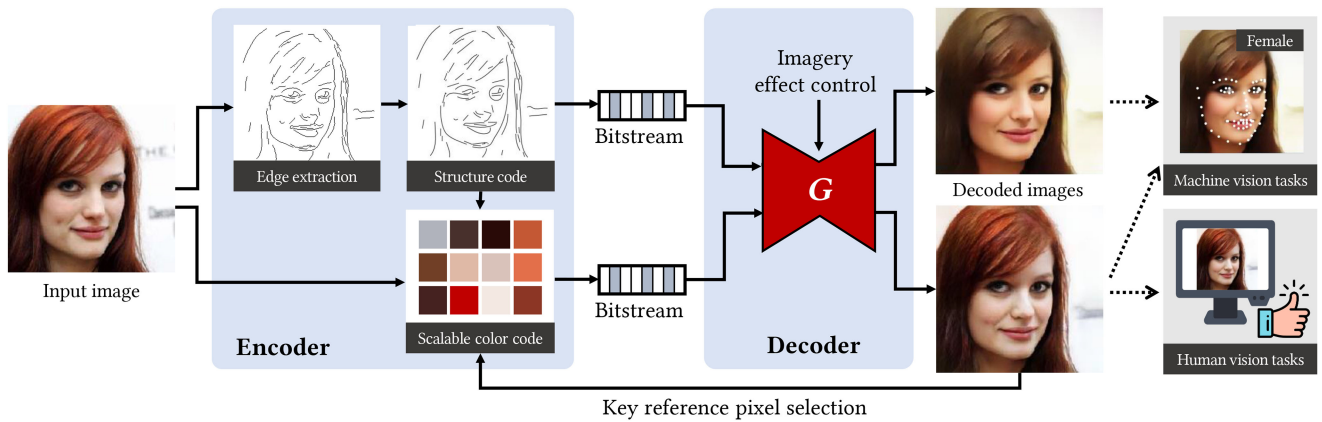 Input image
Edge extraction
Structure code
Scalable color code
Encoder
Bitstream
Bitstream
Imagery
effect control
G
Decoder
Decoded images
Female
Machine vision tasks
Human vision tasks
Key reference pixel selection
THE